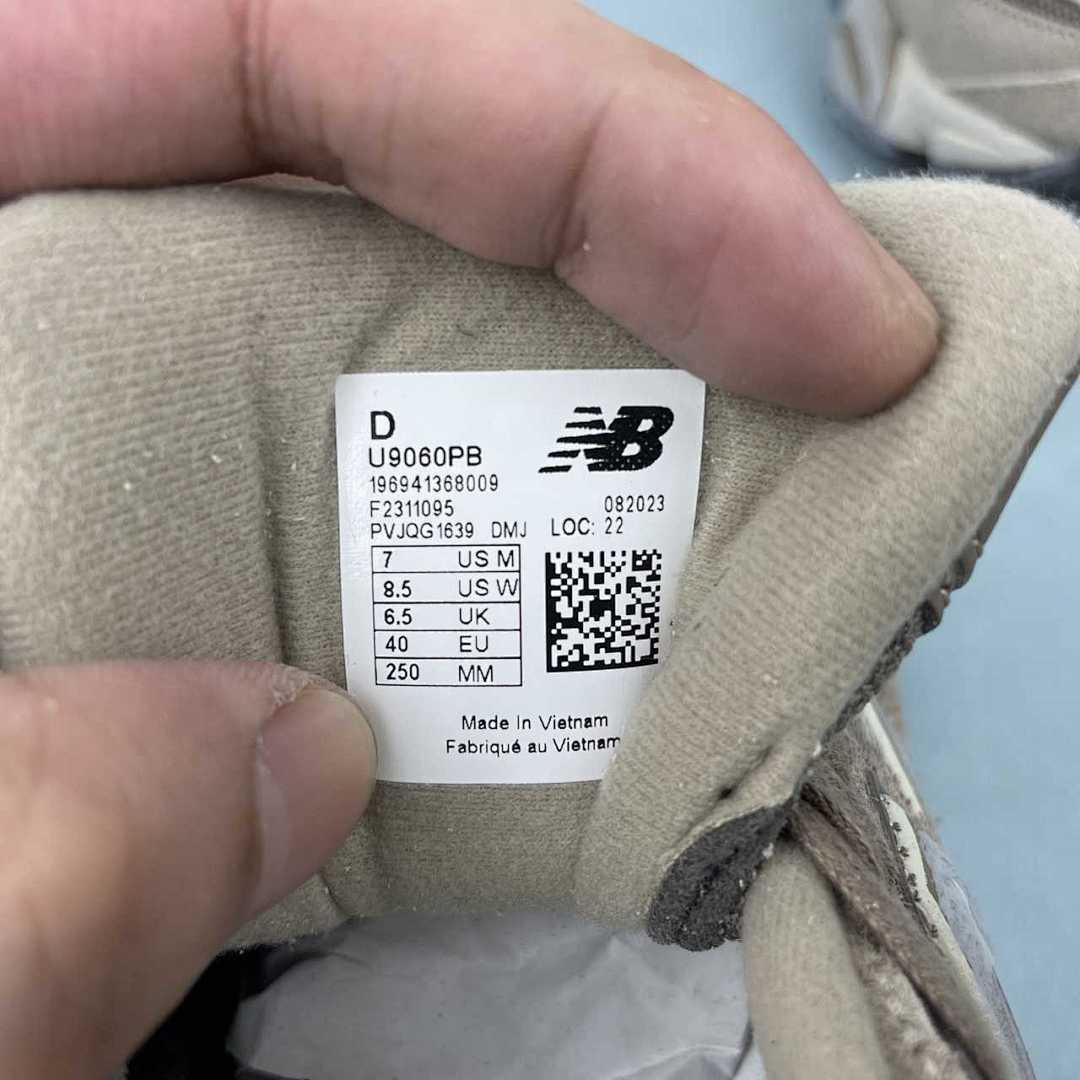 D
NB
U9060PB
196941368009
F2311095 082023
PVJQG1639 DMJ LOC: 22
7 US M
8.5 US W
6.5 UK
40 EU
250 MM
Made In Vietnam
Fabriqué au Vietnam